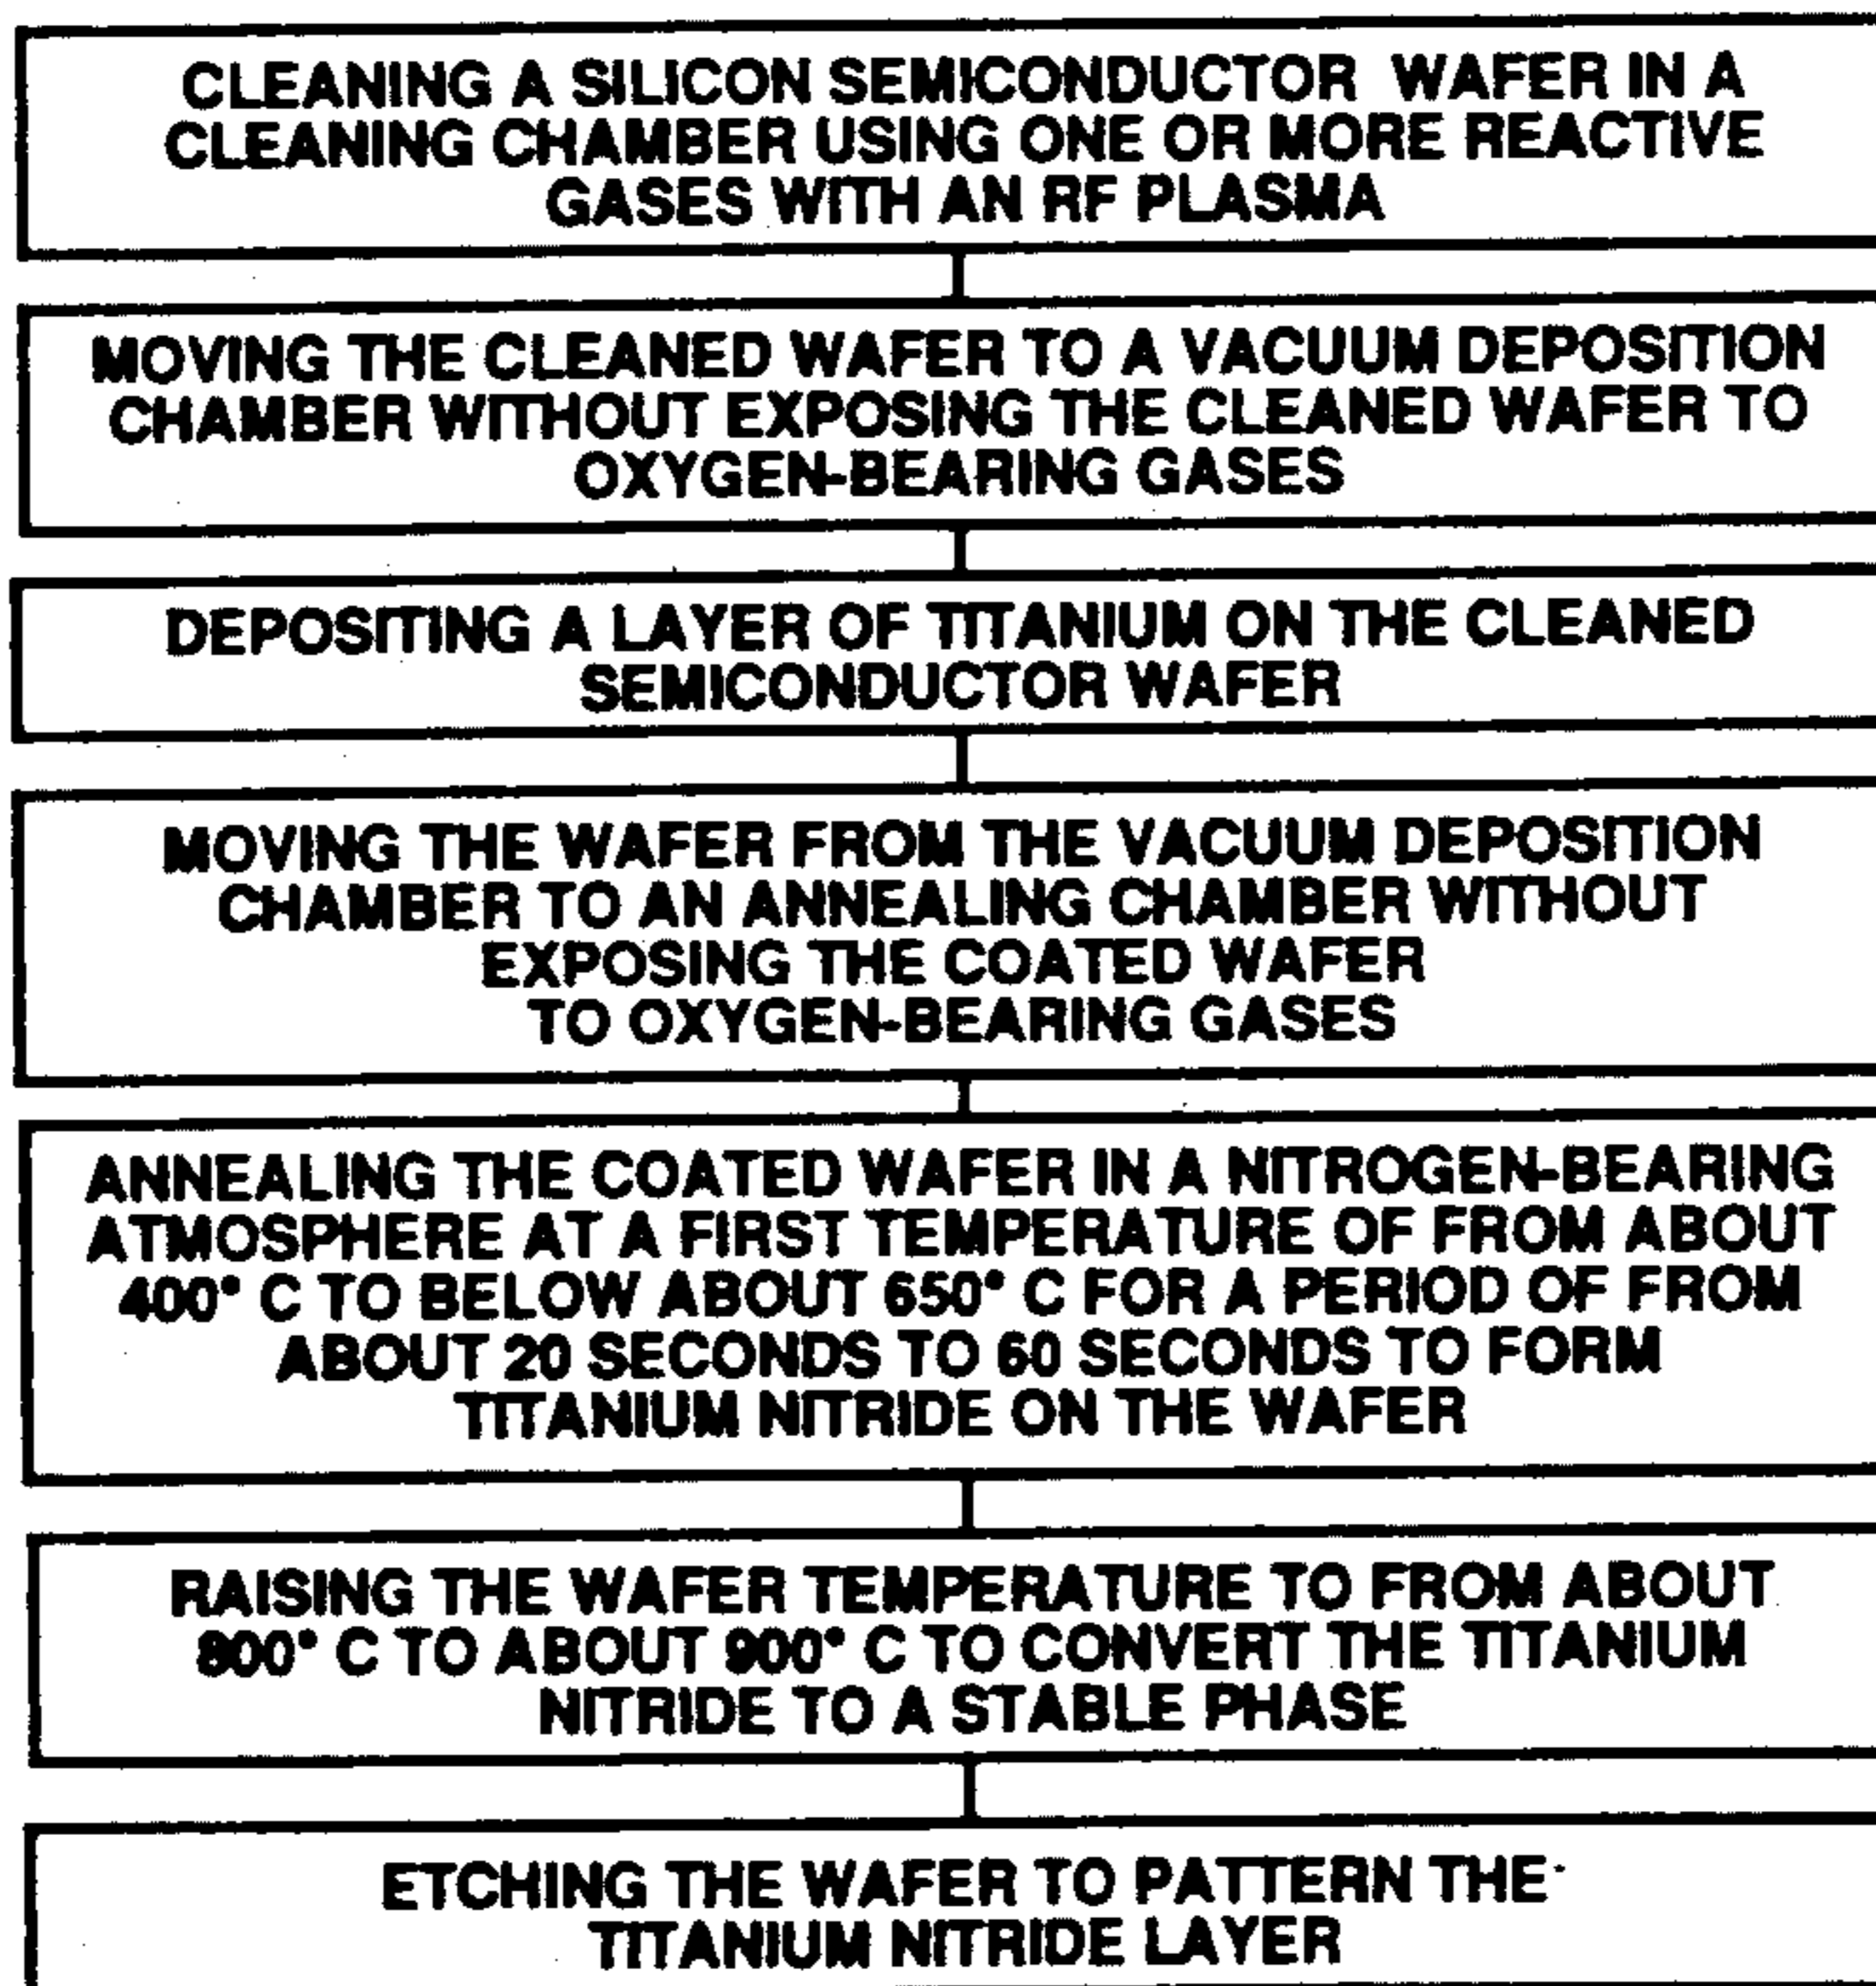 CLEANING A SILICON SEMICONDUCTOR WAFER IN A
CLEANING CHAMBER USING ONE OR MORE REACTIVE
GASES WITH AN RF PLASMA
MOVING THE CLEANED WAFER TO A VACUUM DEPOSITION
CHAMBER WITHOUT EXPOSING THE CLEANED WAFER TO
OXYGEN-BEARING GASES
DEPOSITING A LAYER OF TITANIUM ON THE CLEANED
SEMICONDUCTOR WAFER
MOVING THE WAFER FROM THE VACUUM DEPOSITION
CHAMBER TO AN ANNEALING CHAMBER WITHOUT
EXPOSING THE COATED WAFER
TO OXYGEN-BEARING GASES
ANNEALING THE COATED WAFER IN A NITROGEN-BEARING
ATMOSPHERE AT A FIRST TEMPERATURE OF FROM ABOUT
400° C TO BELOW ABOUT 650° C FOR A PERIOD OF FROM
ABOUT 20 SECONDS TO 60 SECONDS TO FORM
TITANIUM NITRIDE ON THE WAFER
RAISING THE WAFER TEMPERATURE TO FROM ABOUT
800° C TO ABOUT 900° C TO CONVERT THE TITANIUM
NITRIDE TO A STABLE PHASE
ETCHING THE WAFER TO PATTERN THE
TITANIUM NITRIDE LAYER